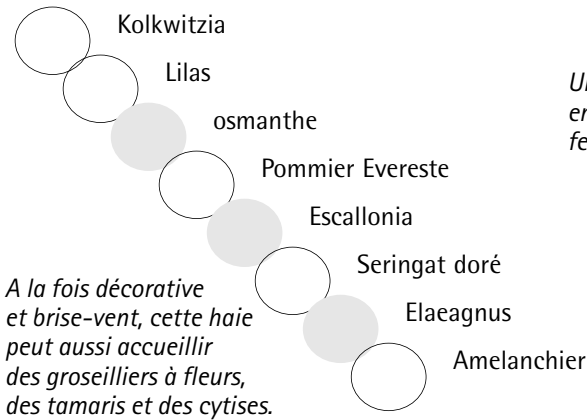 Kolkwitzia
Lilas
osmanthe
Pommier Evereste
Escallonia
Seringat doré
Elaeagnus
Amelanchier
A la fois décorative
et brise-vent, cette haie
peut aussi accueillir
des groseilliers à fleurs,
des tamaris et des cytises.